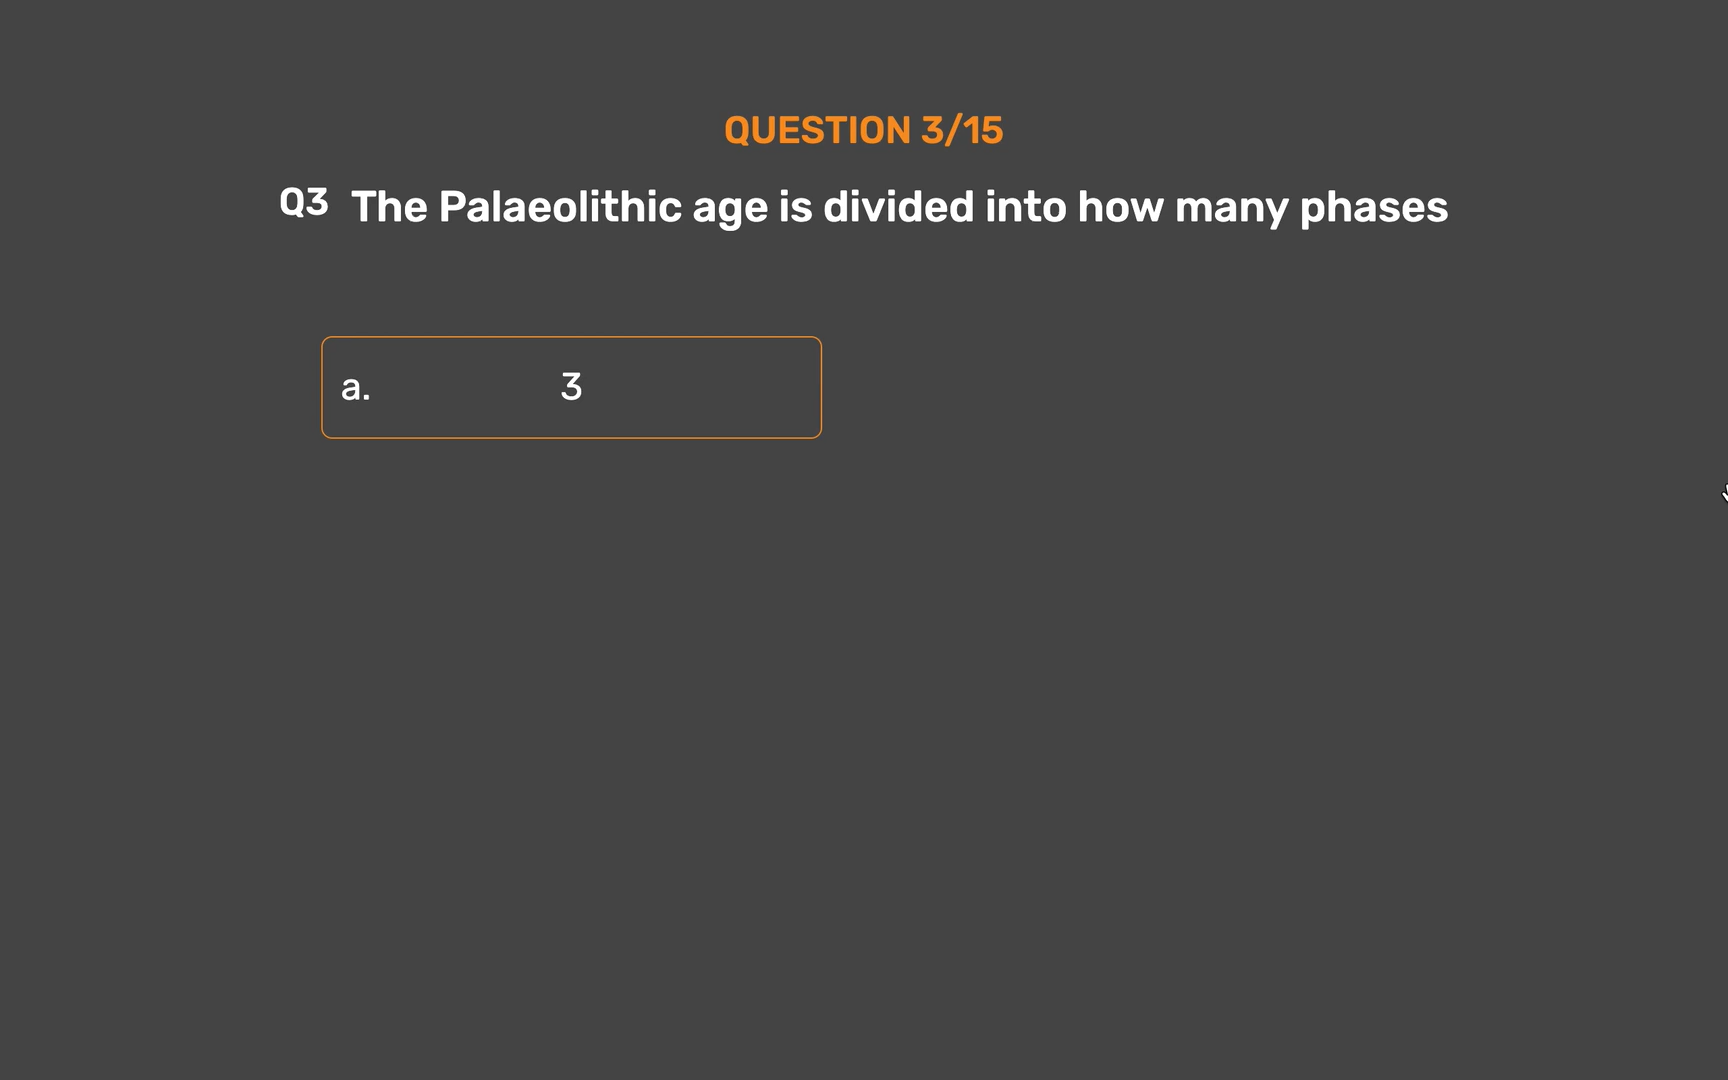 QUESTION 3/15
Q3 The Palaeolithic age is divided into how many phases
a. 3